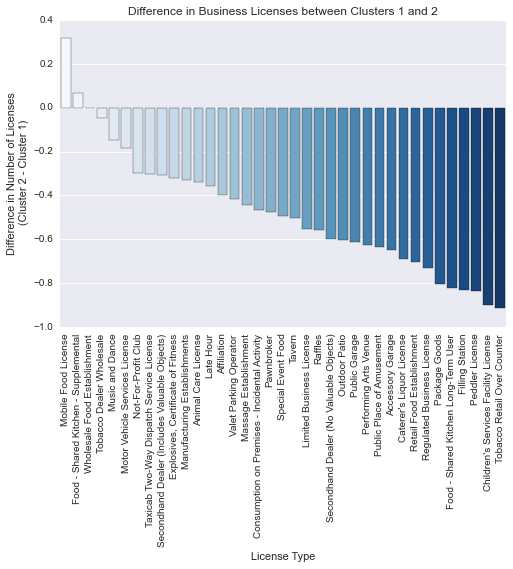 Difference in Business Licenses between Clusters 1 and 2
Difference in Number of Licenses
(Cluster 2 - Cluster 1)
0.4
0.2
0.0
−0.2
−0.4
−0.6
−0.8
−1.0
Mobile Food License
Food - Shared Kitchen - Supplemental
Wholesale Food Establishment
Tobacco Dealer Wholesale
Music and Dance
Motor Vehicle Services License
Not-For-Profit Club
Taxicab Two-Way Dispatch Service License
Secondhand Dealer (Includes Valuable Objects)
Explosives, Certificate of Fitness
Manufacturing Establishments
Animal Care License
Late Hour
Affiliation
Valet Parking Operator
Massage Establishment
Consumption on Premises - Incidental Activity
Pawnbroker
Special Event Food
Tavern
Limited Business License
Raffles
Secondhand Dealer (No Valuable Objects)
Outdoor Patio
Public Garage
Performing Arts Venue
Public Place of Amusement
Accessory Garage
Caterer's Liquor License
Retail Food Establishment
Regulated Business License
Package Goods
Food - Shared Kitchen Long-Term User
Filling Station
Peddler License
Children's Services Facility License
Tobacco Retail Over Counter
License Type